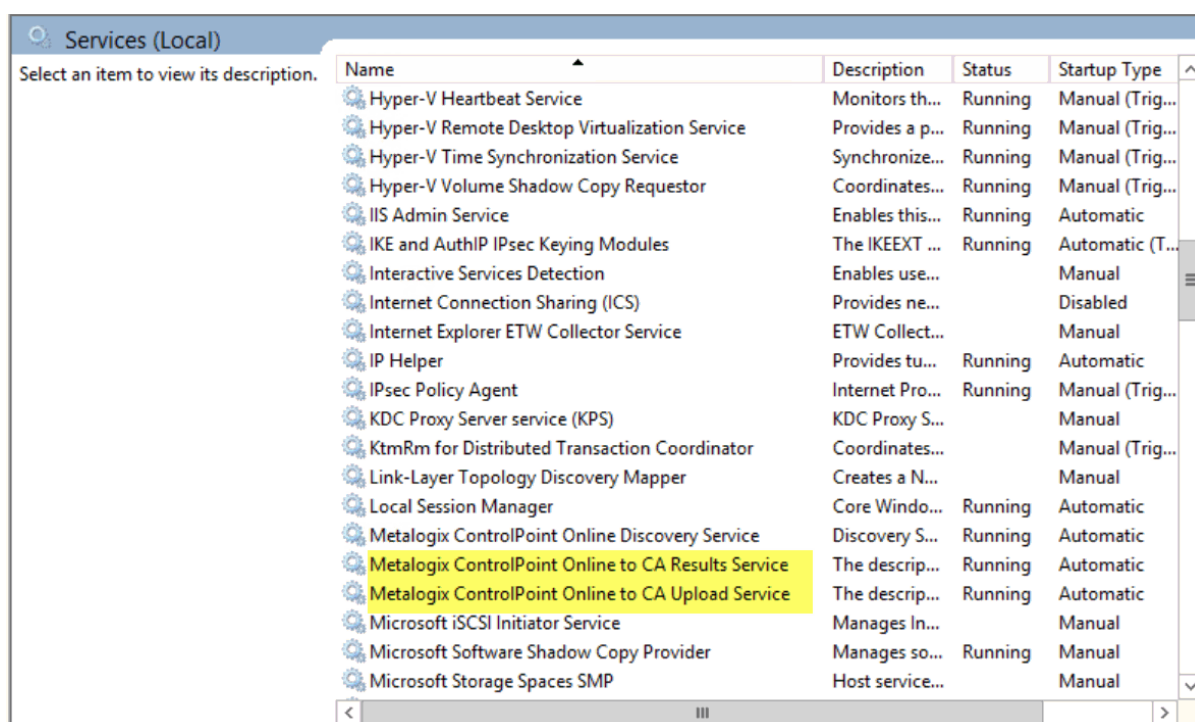 Services (Local)
Select an item to view its description.
Name Description Status Startup Type
Hyper-V Heartbeat Service Monitors th... Running Manual (Trig...
Hyper-V Remote Desktop Virtualization Service Provides a p... Running Manual (Trig...
Hyper-V Time Synchronization Service Synchronize... Running Manual (Trig...
Hyper-V Volume Shadow Copy Requestor Coordinates... Running Manual (Trig...
IIS Admin Service Enables this... Running Automatic
IKE and AuthIP IPsec Keying Modules The IKEEXT ... Running Automatic (T...
Interactive Services Detection Enables use... Manual
Internet Connection Sharing (ICS) Provides ne... Disabled
Internet Explorer ETW Collector Service ETW Collect... Manual
IP Helper Provides tu... Running Automatic
IPsec Policy Agent Internet Pro... Running Manual (Trig...
KDC Proxy Server service (KPS) KDC Proxy S... Manual
KtmRm for Distributed Transaction Coordinator Coordinates... Manual (Trig...
Link-Layer Topology Discovery Mapper Creates a N... Manual
Local Session Manager Core Windo... Running Automatic
Metalogix ControlPoint Online Discovery Service Discovery S... Running Automatic
Metalogix ControlPoint Online to CA Results Service The descrip... Running Automatic
Metalogix ControlPoint Online to CA Upload Service The descrip... Running Automatic
Microsoft iSCSI Initiator Service Manages In... Manual
Microsoft Software Shadow Copy Provider Manages so... Running Manual
Microsoft Storage Spaces SMP Host service... Manual